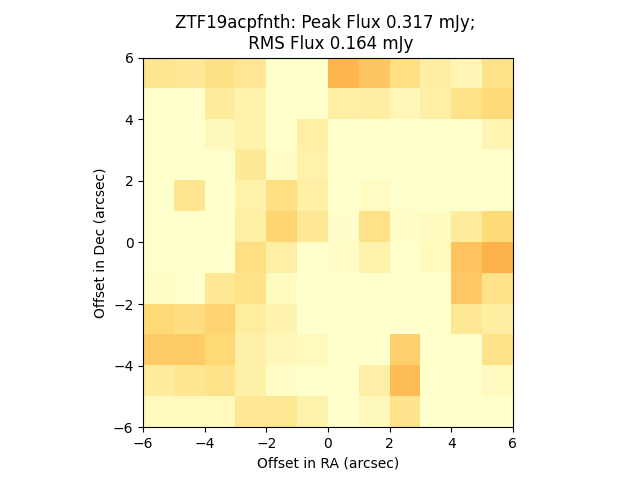 ZTF19acpfnth: Peak Flux 0.317 mJy;
RMS Flux 0.164 mJy
6
4
2
0
−2
−4
−6
Offset in Dec (arcsec)
−6 −4 −2 0 2 4 6
Offset in RA (arcsec)